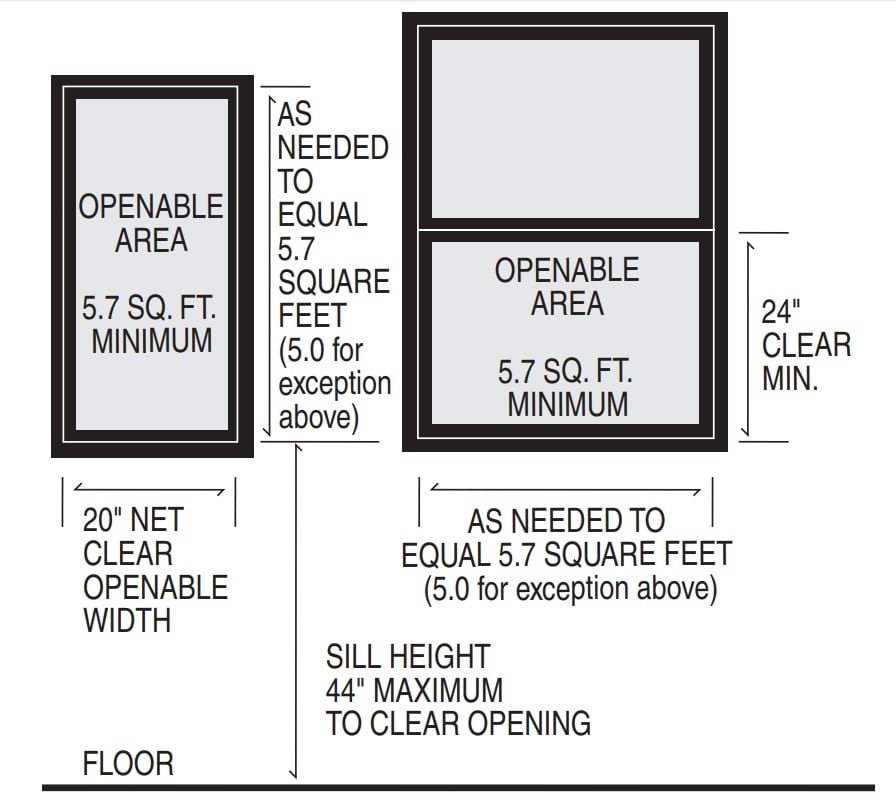 OPENABLE
AREA
5.7 SQ. FT.
MINIMUM
AS
NEEDED
TO
EQUAL
5.7
SQUARE
FEET
(5.0 for
exception
above)
OPENABLE
AREA
5.7 SQ. FT.
MINIMUM
24"
CLEAR
MIN.
20" NET
CLEAR
OPENABLE
WIDTH
AS NEEDED TO
EQUAL 5.7 SQUARE FEET
(5.0 for exception above)
SILL HEIGHT
44" MAXIMUM
TO CLEAR OPENING
FLOOR